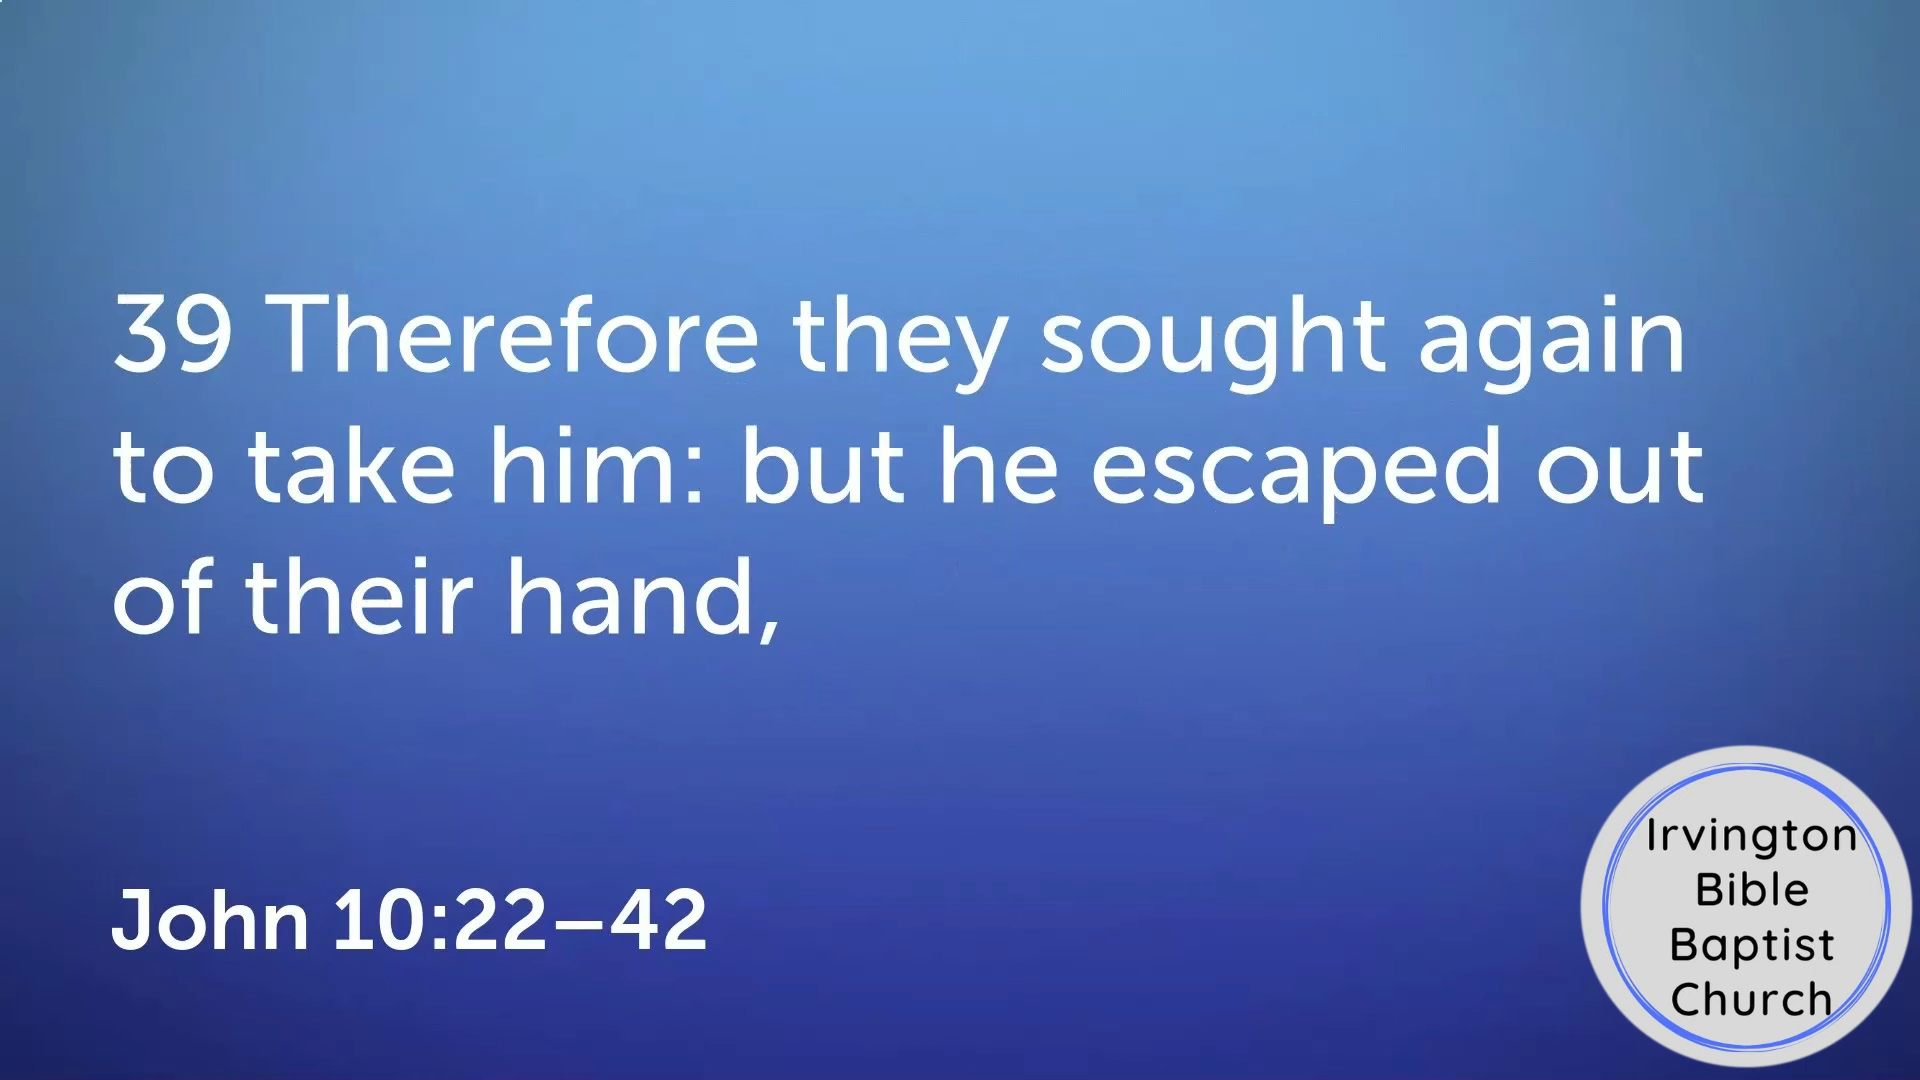 39 Therefore they sought again
to take him: but he escaped out
of their hand,
John 10:22–42
Irvington
Bible
Baptist
Church